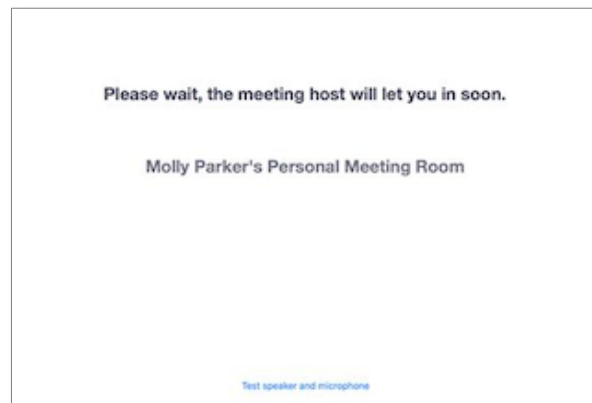 Please wait, the meeting host will let you in soon.
Molly Parker's Personal Meeting Room
Test speaker and microphone